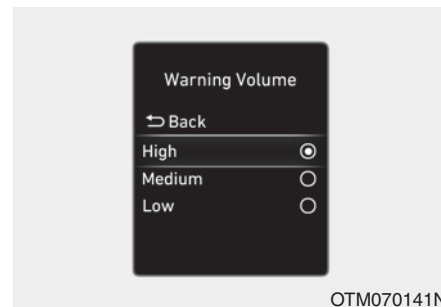 Warning Volume
Back
High
Medium
Low
OTM070141N